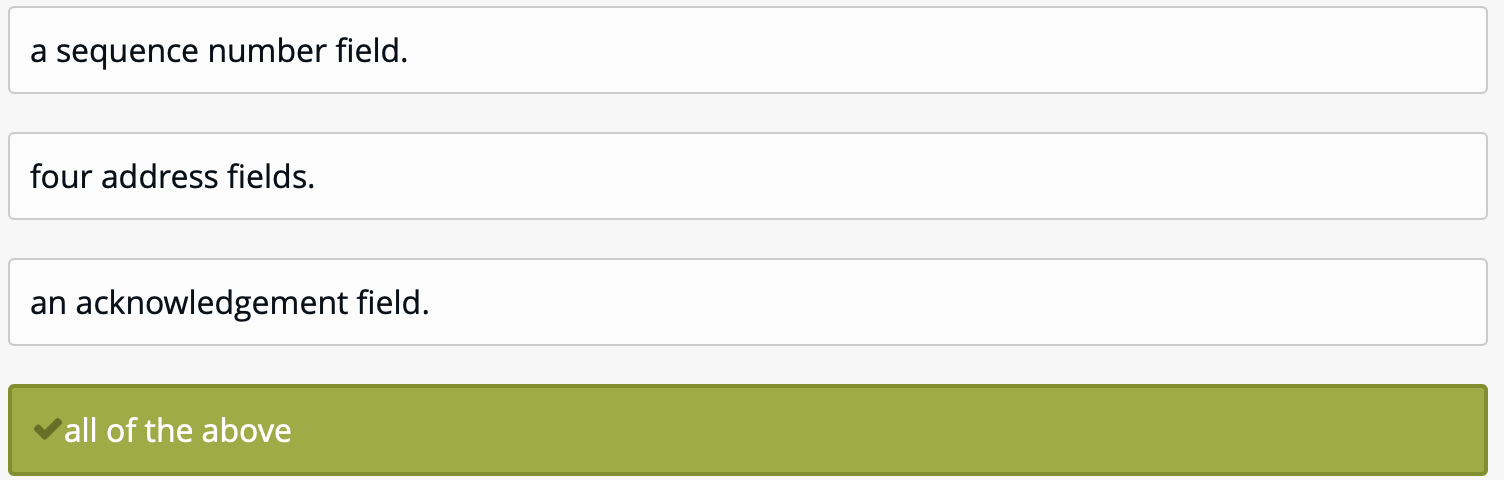 a sequence number field.
four address fields.
an acknowledgement field.
all of the above